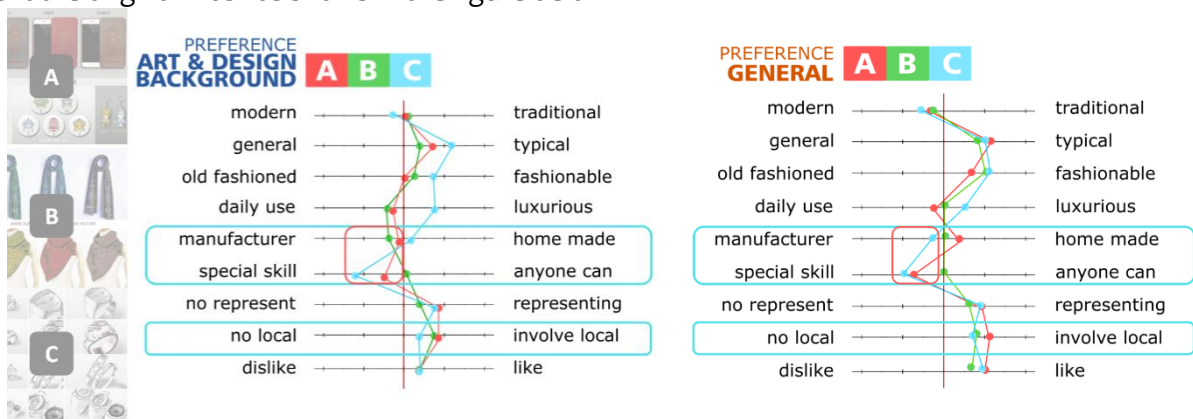 A
B
C
PREFERENCE
ART & DESIGN
BACKGROUND
A B C
modern traditional
general typical
old fashioned fashionable
daily use luxurious
manufacturer home made
special skill anyone can
no represent representing
no local involve local
dislike like
PREFERENCE
GENERAL
A B C
modern traditional
general typical
old fashioned fashionable
daily use luxurious
manufacturer home made
special skill anyone can
no represent representing
no local involve local
dislike like